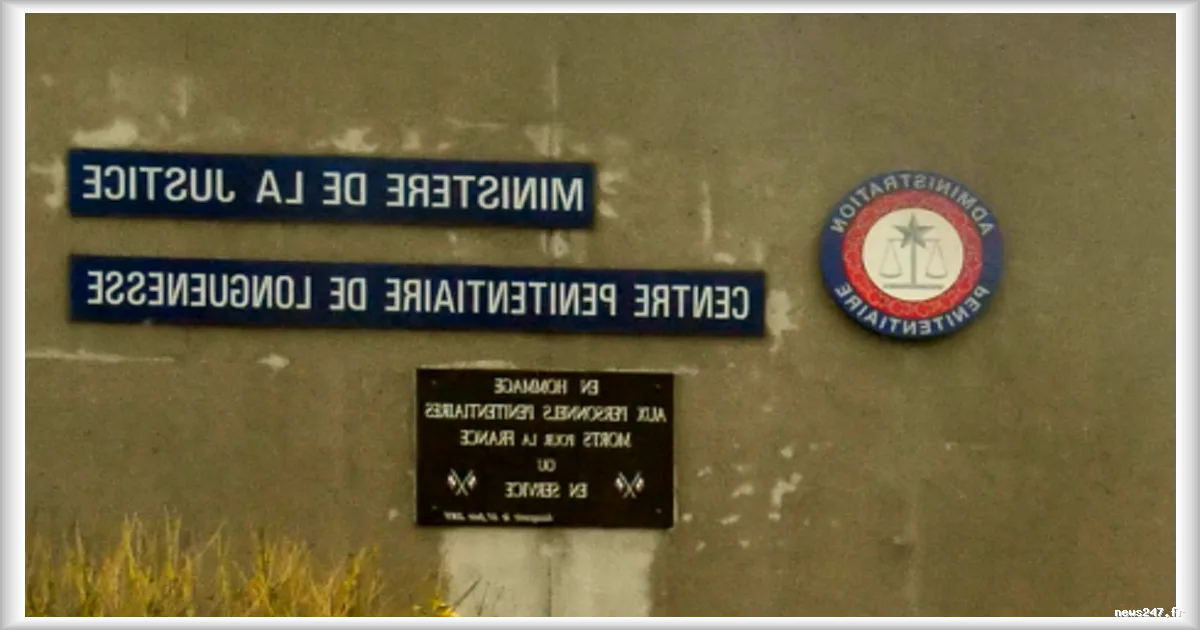 MINISTERE DE LA JUSTICE
CENTRE PENITENTIAIRE DE LONGUENESSE
ADMINISTRATION
PENITENTIAIRE
EN HOMMAGE
AUX PERSONNELS PENITENTIAIRES
MORTS POUR LA FRANCE
OU
EN SERVICE
news247.fr